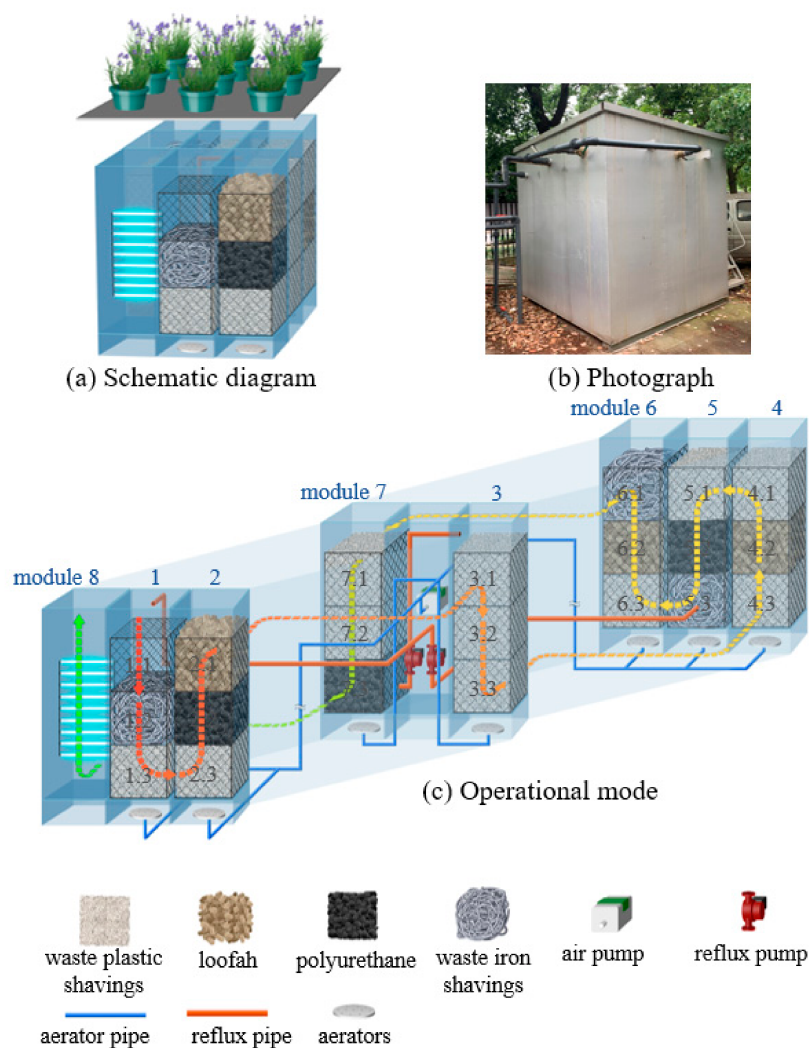 (a) Schematic diagram
(b) Photograph
module 6 5 4
module 7 3
module 8 1 2
6.1 5.1 4.1
6.2 4.2
6.3 5.3 4.3
7.1 3.1
7.2 3.2
3.3
2.1
1.3 2.3
(c) Operational mode
waste plastic
shavings
loofah
polyurethane
waste iron
shavings
air pump
reflux pump
aerator pipe
reflux pipe
aerators